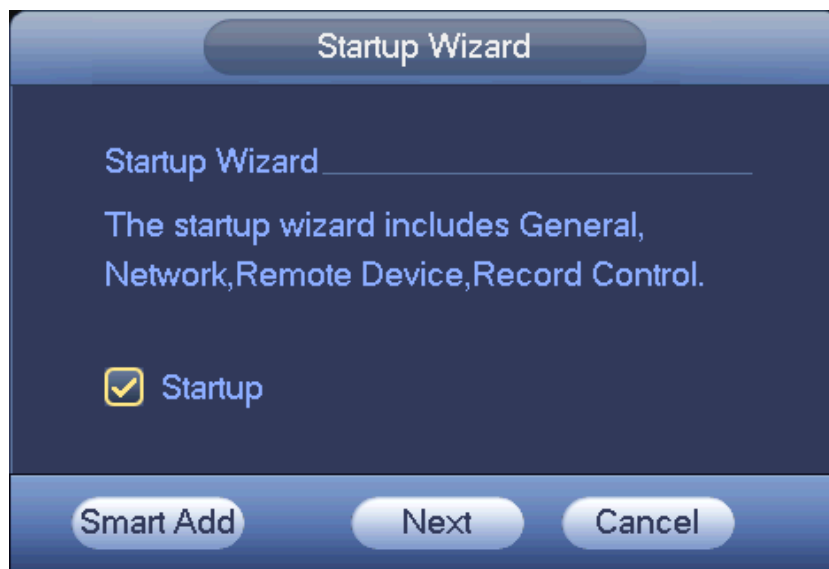 Startup Wizard
Startup Wizard
The startup wizard includes General,
Network,Remote Device,Record Control.
Startup
Smart Add Next Cancel